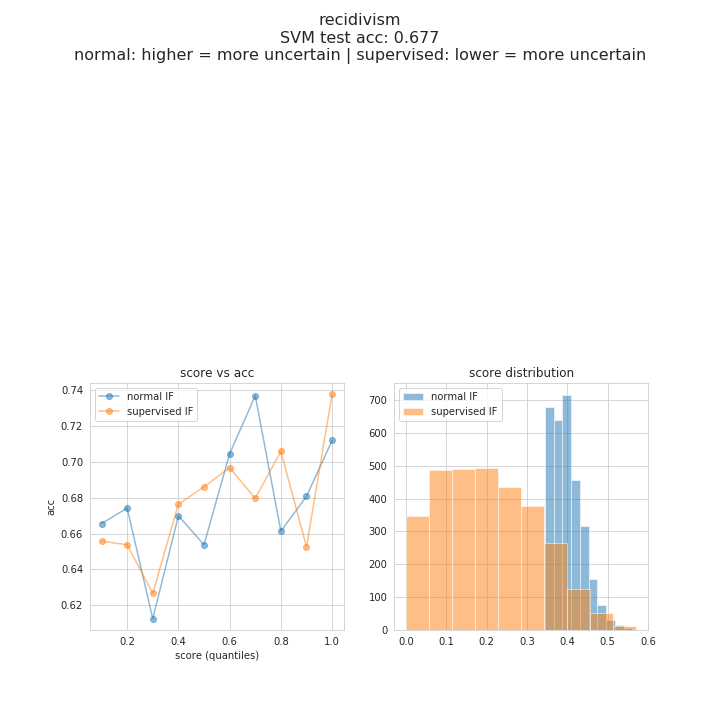 recidivism
SVM test acc: 0.677
normal: higher = more uncertain | supervised: lower = more uncertain
score vs acc
0.74
0.72
0.70
0.68
0.66
0.64
0.62
acc
normal IF
supervised IF
0.2 0.4 0.6 0.8 1.0
score (quantiles)
score distribution
700
600
500
400
300
200
100
0
normal IF
supervised IF
0.0 0.1 0.2 0.3 0.4 0.5 0.6